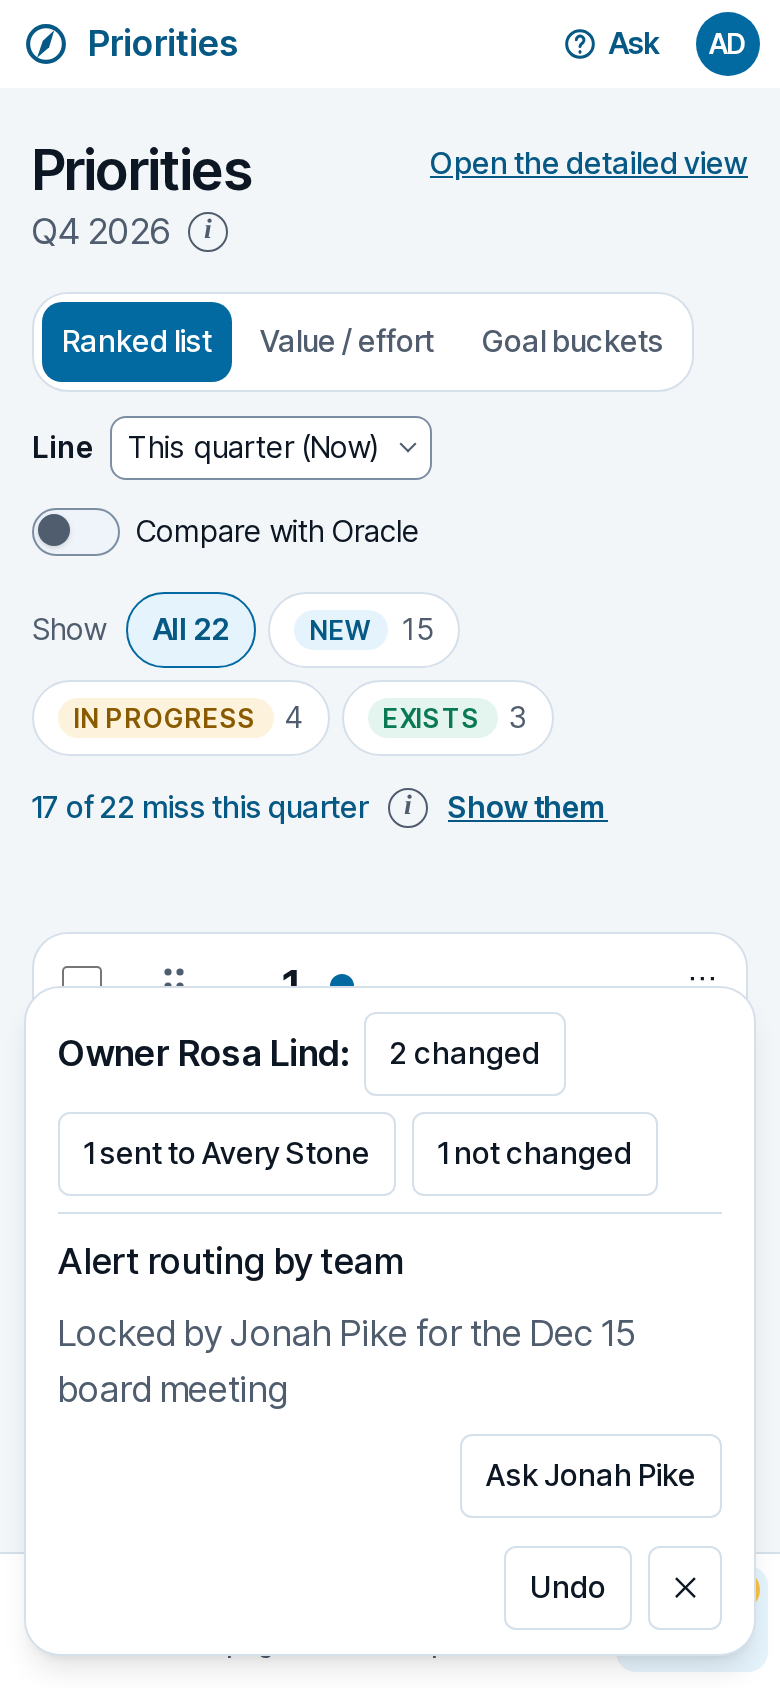 Priorities
Ask
AD
Priorities
Open the detailed view
Q4 2026
i
Ranked list
Value / effort
Goal buckets
Line
This quarter (Now)
Compare with Oracle
Show
All 22
NEW 15
IN PROGRESS 4
EXISTS 3
17 of 22 miss this quarter
i
Show them
1
...
Owner Rosa Lind:
2 changed
1 sent to Avery Stone
1 not changed
Alert routing by team
Locked by Jonah Pike for the Dec 15
board meeting
Ask Jonah Pike
Undo